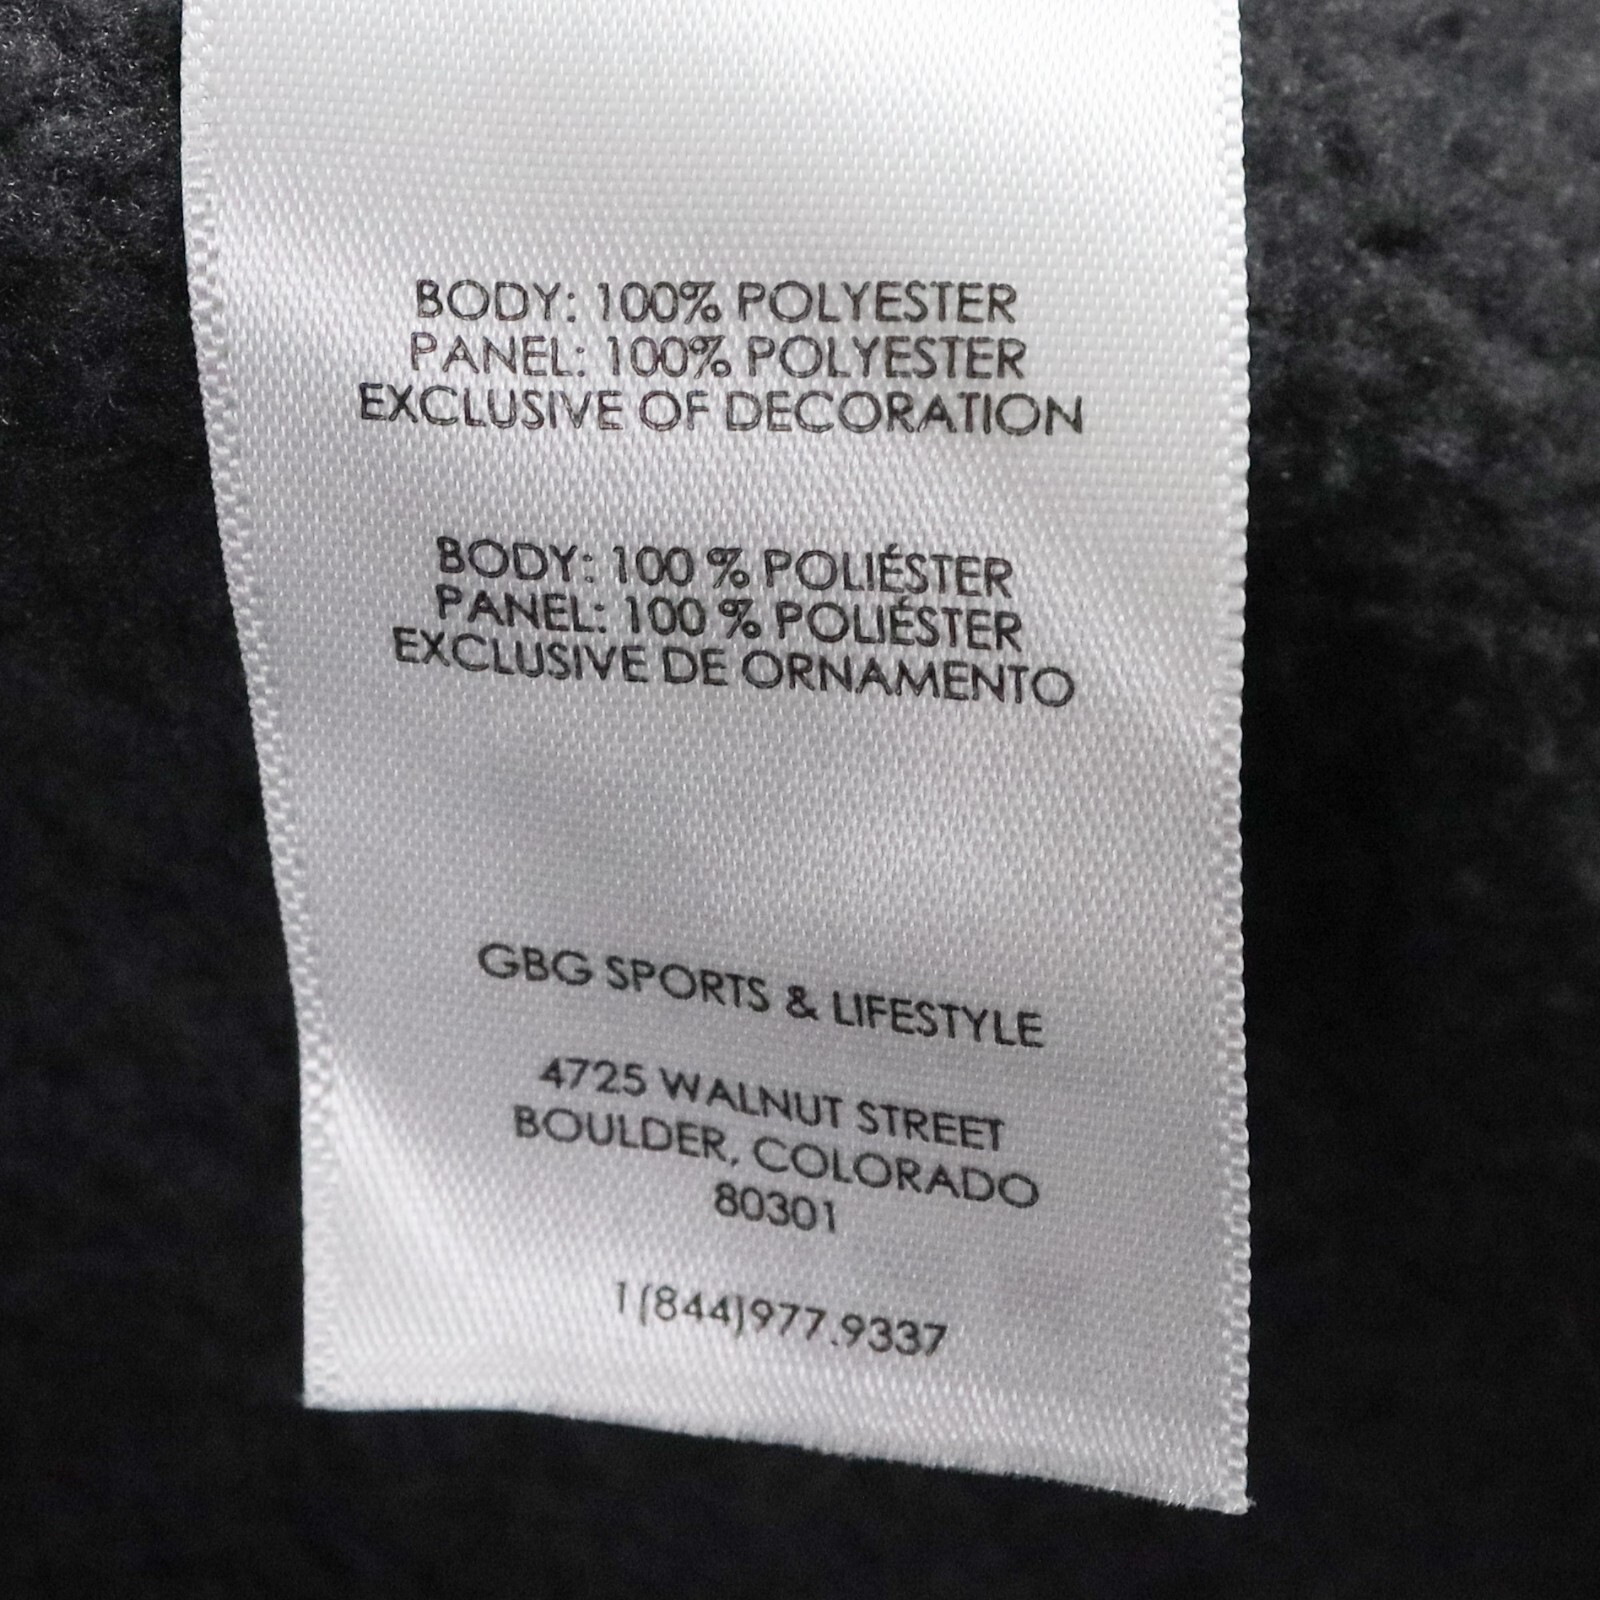 BODY: 100% POLYESTER
PANEL: 100% POLYESTER
EXCLUSIVE OF DECORATION
BODY: 100 % POLIÉSTER
PANEL: 100 % POLIÉSTER
EXCLUSIVE DE ORNAMENTO
GBG SPORTS & LIFESTYLE
4725 WALNUT STREET
BOULDER, COLORADO
80301
1(844)977.9337